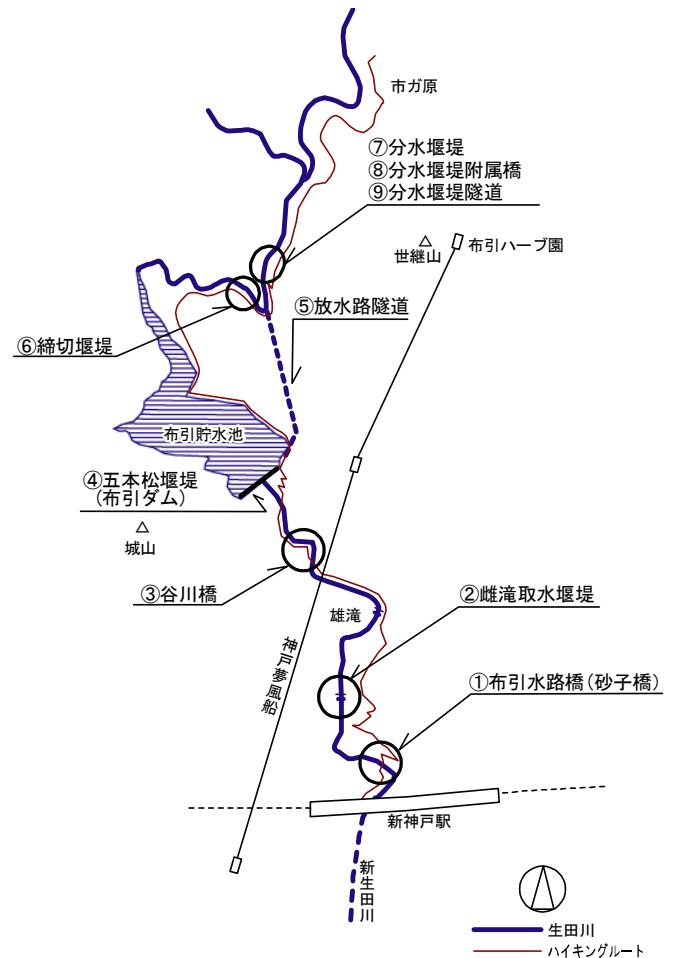 市ガ原
⑦分水堰堤
⑧分水堰堤附属橋
⑨分水堰堤隧道
世継山
布引ハーブ園
⑤放水路隧道
⑥締切堰堤
布引貯水池
④五本松堰堤
(布引ダム)
城山
③谷川橋
②雌滝取水堰堤
雄滝
神戸夢風船
①布引水路橋(砂子橋)
新神戸駅
新生田川
生田川
ハイキングルート